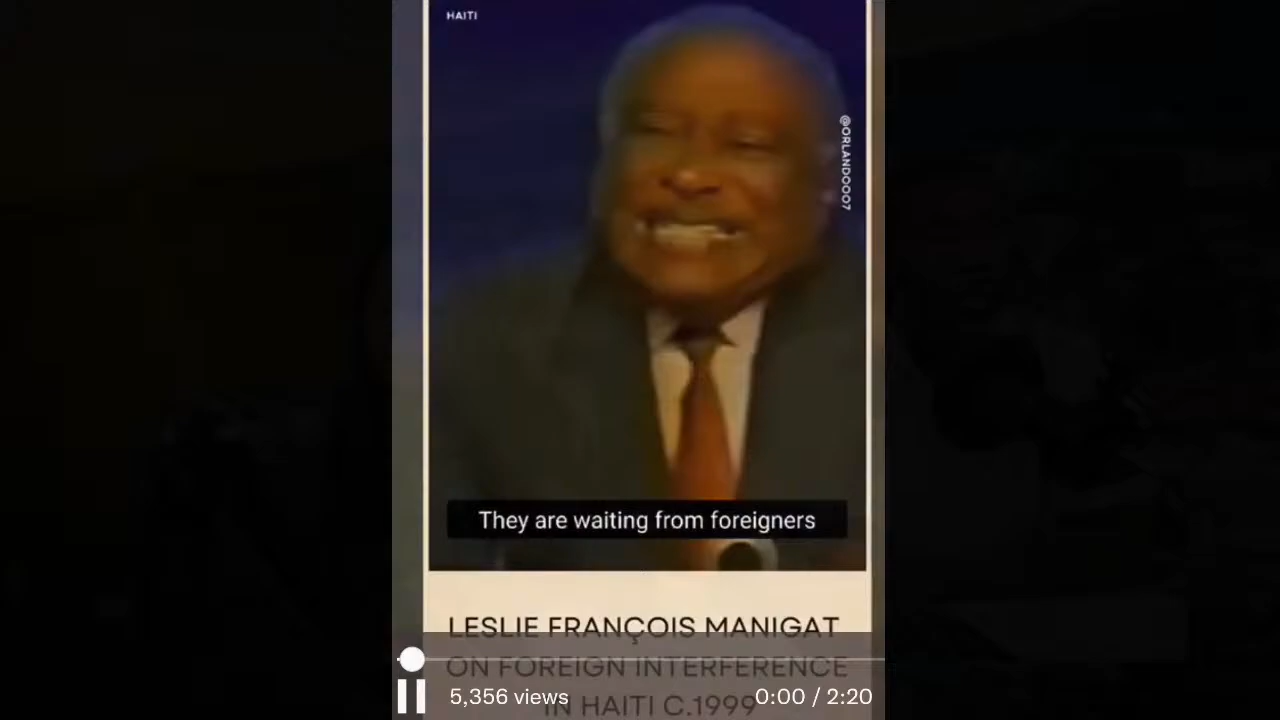 HAITI
@ORLANDOOO7
They are waiting from foreigners
LESLIE FRANÇOIS MANIGAT
ON FOREIGN INTERFERENCE
IN HAITI C.1999
5,356 views
0:00 / 2:20